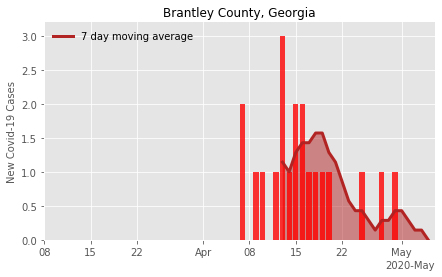 Brantley County, Georgia
7 day moving average
New Covid-19 Cases
3.0
2.5
2.0
1.5
1.0
0.5
0.0
08 15 22 Apr 08 15 22 May
2020-May